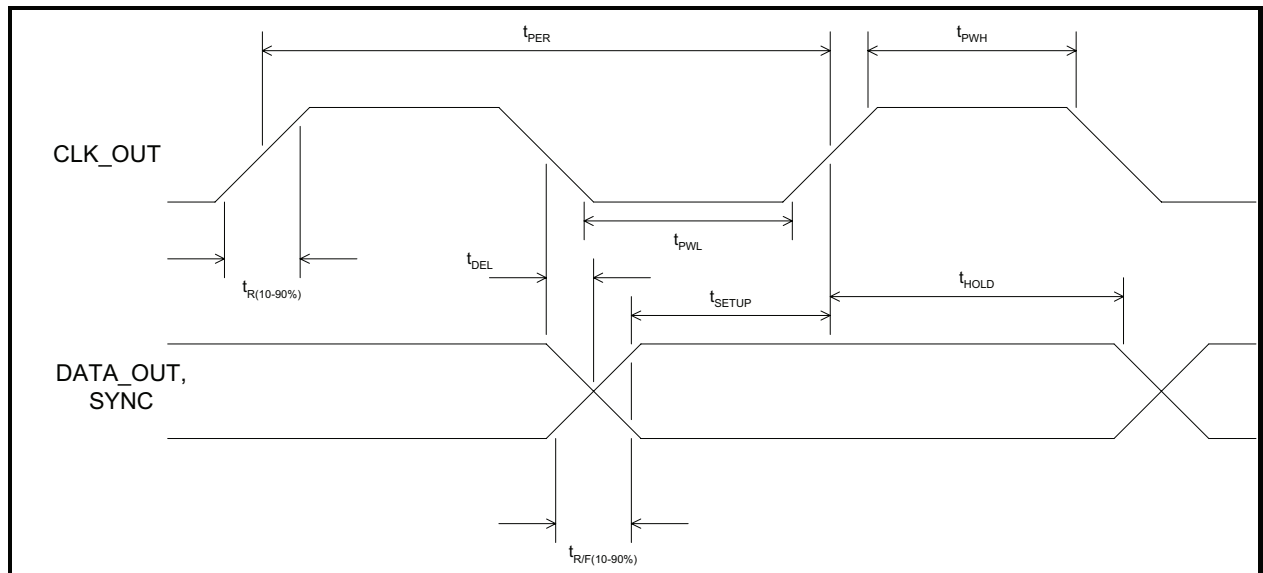 tPER
tPWH
CLK_OUT
tPWL
tDEL
tR(10-90%)
tSETUP
tHOLD
DATA_OUT,
SYNC
tR/F(10-90%)